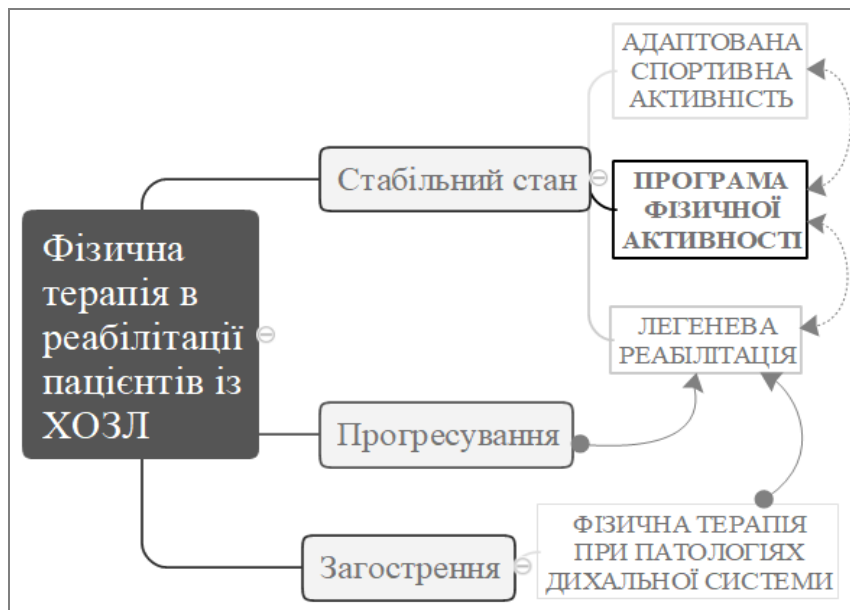 Фізична
терапія в
реабілітації
пацієнтів із
ХОЗЛ
Стабільний стан
АДАПТОВАНА
СПОРТИВНА
АКТИВНІСТЬ
ПРОГРАМА
ФІЗИЧНОЇ
АКТИВНОСТІ
ЛЕГЕНЕВА
РЕАБІЛІТАЦІЯ
Прогресування
Загострення
ФІЗИЧНА ТЕРАПІЯ
ПРИ ПАТОЛОГІЯХ
ДИХАЛЬНОЇ СИСТЕМИ